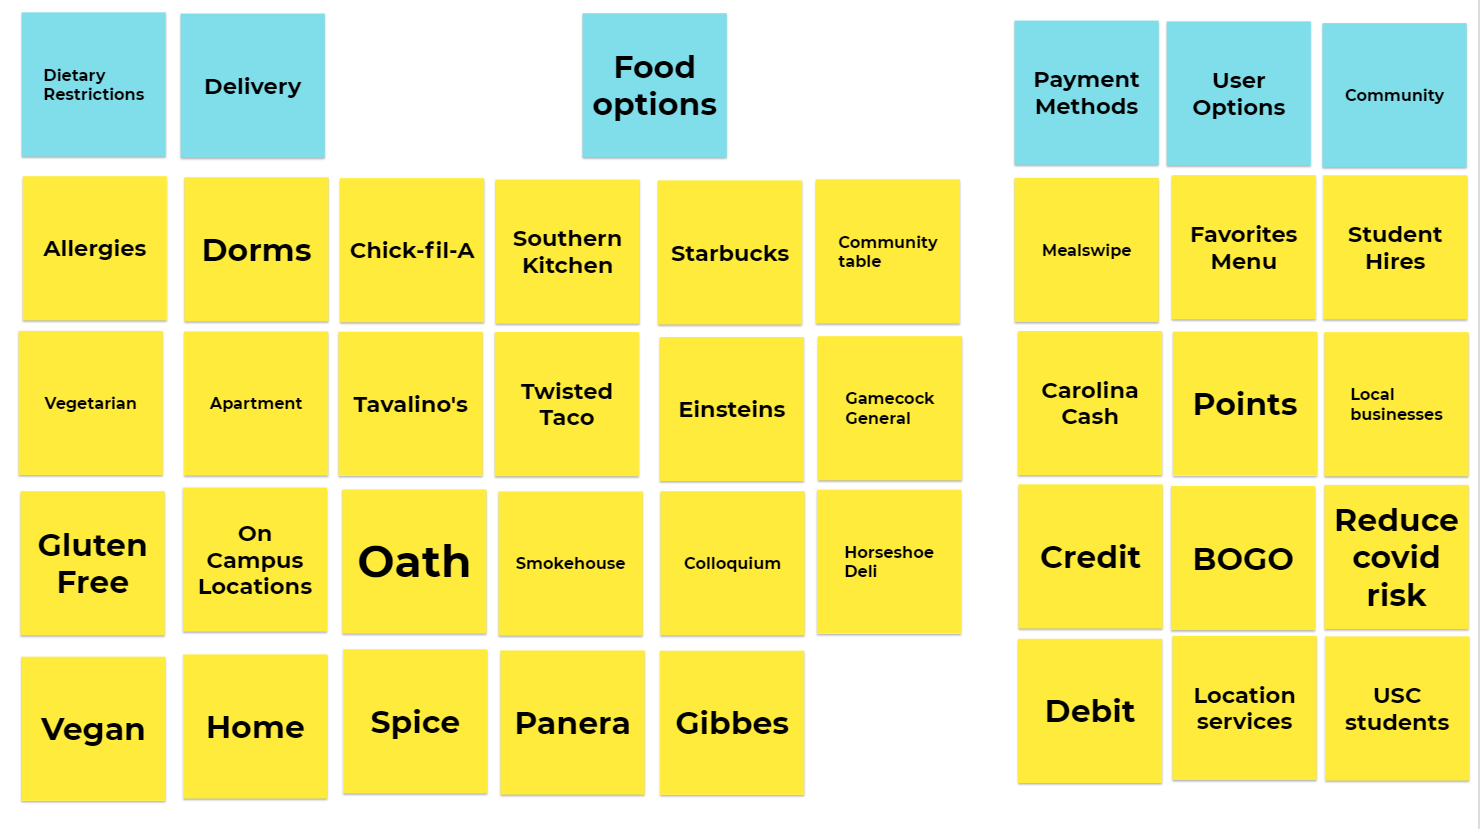 Dietary
Restrictions
Delivery
Food
options
Payment
Methods
User
Options
Community
Allergies
Dorms
Chick-fil-A
Southern
Kitchen
Starbucks
Community
table
Mealswipe
Favorites
Menu
Student
Hires
Vegetarian
Apartment
Tavalino's
Twisted
Taco
Einsteins
Gamecock
General
Carolina
Cash
Points
Local
businesses
Gluten
Free
On
Campus
Locations
Oath
Smokehouse
Colloquium
Horseshoe
Deli
Credit
BOGO
Reduce
covid
risk
Vegan
Home
Spice
Panera
Gibbes
Debit
Location
services
USC
students